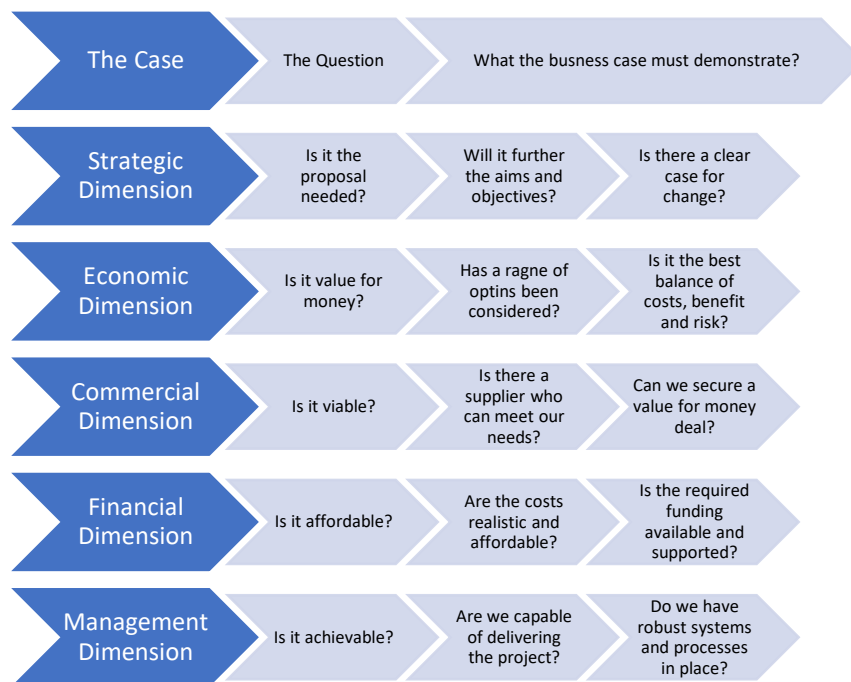 The Case
The Question
What the business case must demonstrate?
Strategic
Dimension
Is it the
proposal
needed?
Will it further
the aims and
objectives?
Is there a clear
case for
change?
Economic
Dimension
Is it value for
money?
Has a ragne of
optins been
considered?
Is it the best
balance of
costs, benefit
and risk?
Commercial
Dimension
Is it viable?
Is there a
supplier who
can meet our
needs?
Can we secure a
value for money
deal?
Financial
Dimension
Is it affordable?
Are the costs
realistic and
affordable?
Is the required
funding
available and
supported?
Management
Dimension
Is it achievable?
Are we capable
of delivering
the project?
Do we have
robust systems
and processes
in place?